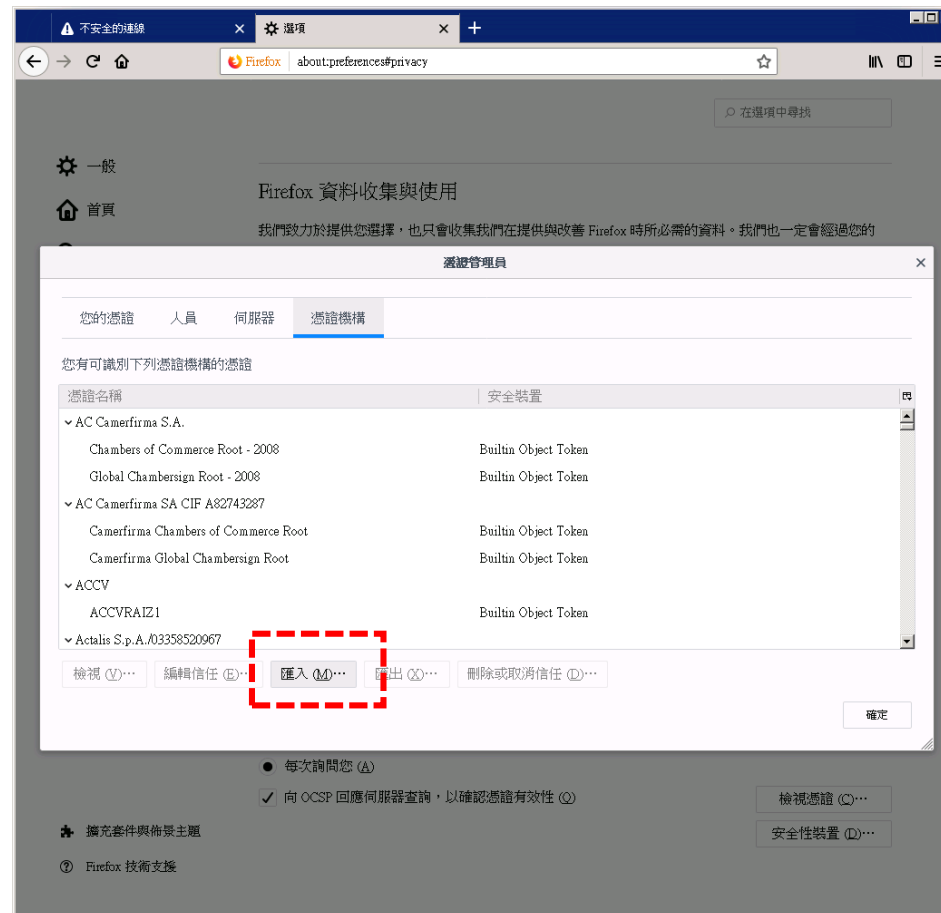 不安全的連線
選項
Firefox about:preferences#privacy
在選項中尋找
一般
Firefox 資料收集與使用
首頁
我們致力於提供您選擇，也只會收集我們在提供與改善 Firefox 時所必需的資料。我們也一定會經過您的
憑證管理員
您的憑證 人員 伺服器 憑證機構
您有可識別下列憑證機構的憑證
憑證名稱 安全裝置
AC Camerfirma S.A.
Chambers of Commerce Root - 2008 Builtin Object Token
Global Chambersign Root - 2008 Builtin Object Token
AC Camerfirma SA CIF A82743287
Camerfirma Chambers of Commerce Root Builtin Object Token
Camerfirma Global Chambersign Root Builtin Object Token
ACCV
ACCVRAIZ1 Builtin Object Token
Actalis S.p.A./03358520967
檢視 (V)… 編輯信任 (E)… 匯入 (M)… 匯出 (X)… 刪除或取消信任 (D)…
確定
每次詢問您 (A)
向 OCSP 回應伺服器查詢，以確認憑證有效性 (Q)
檢視憑證 (C)…
擴充套件與佈景主題
安全性裝置 (D)…
Firefox 技術支援